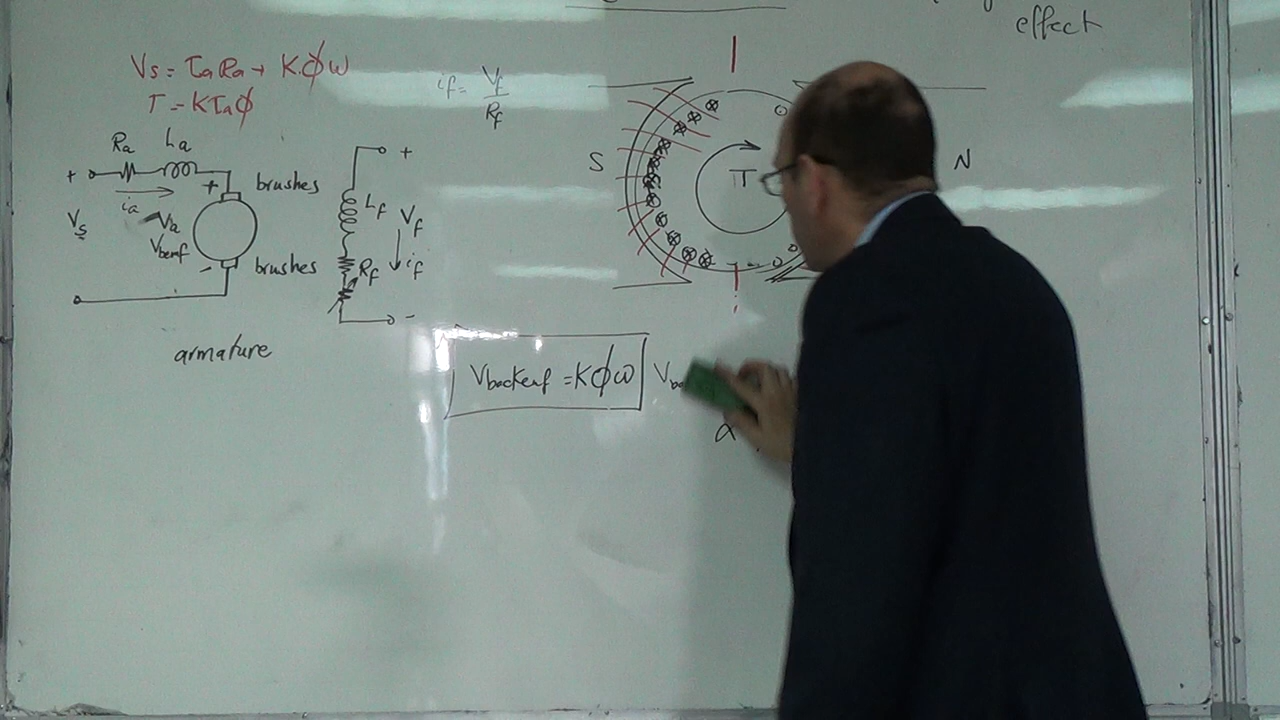 effect
Vs = IaRa + KΦω
T = KIaΦ
if = Vf / Rf
Ra La
+ + brushes
ia
Vs Va
Vbemf
- brushes
armature
+
Lf Vf
Rf if
-
S T N
Vbackemf = KΦω